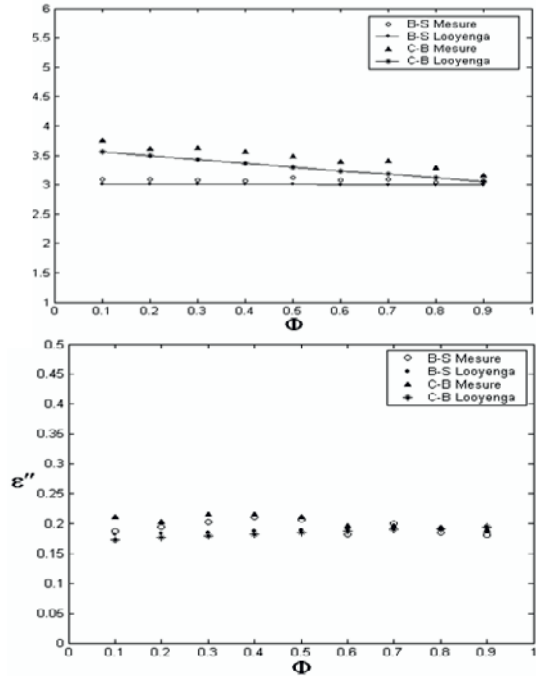 6
5.5
5
4.5
4
3.5
3
2.5
2
1.5
1
B-S Mesure
B-S Looyenga
C-B Mesure
C-B Looyenga
0 0.1 0.2 0.3 0.4 0.5 0.6 0.7 0.8 0.9 1
Φ
0.5
0.45
0.4
0.35
0.3
0.25
0.2
0.15
0.1
0.05
0
ε″
B-S Mesure
B-S Looyenga
C-B Mesure
C-B Looyenga
0 0.1 0.2 0.3 0.4 0.5 0.6 0.7 0.8 0.9 1
Φ